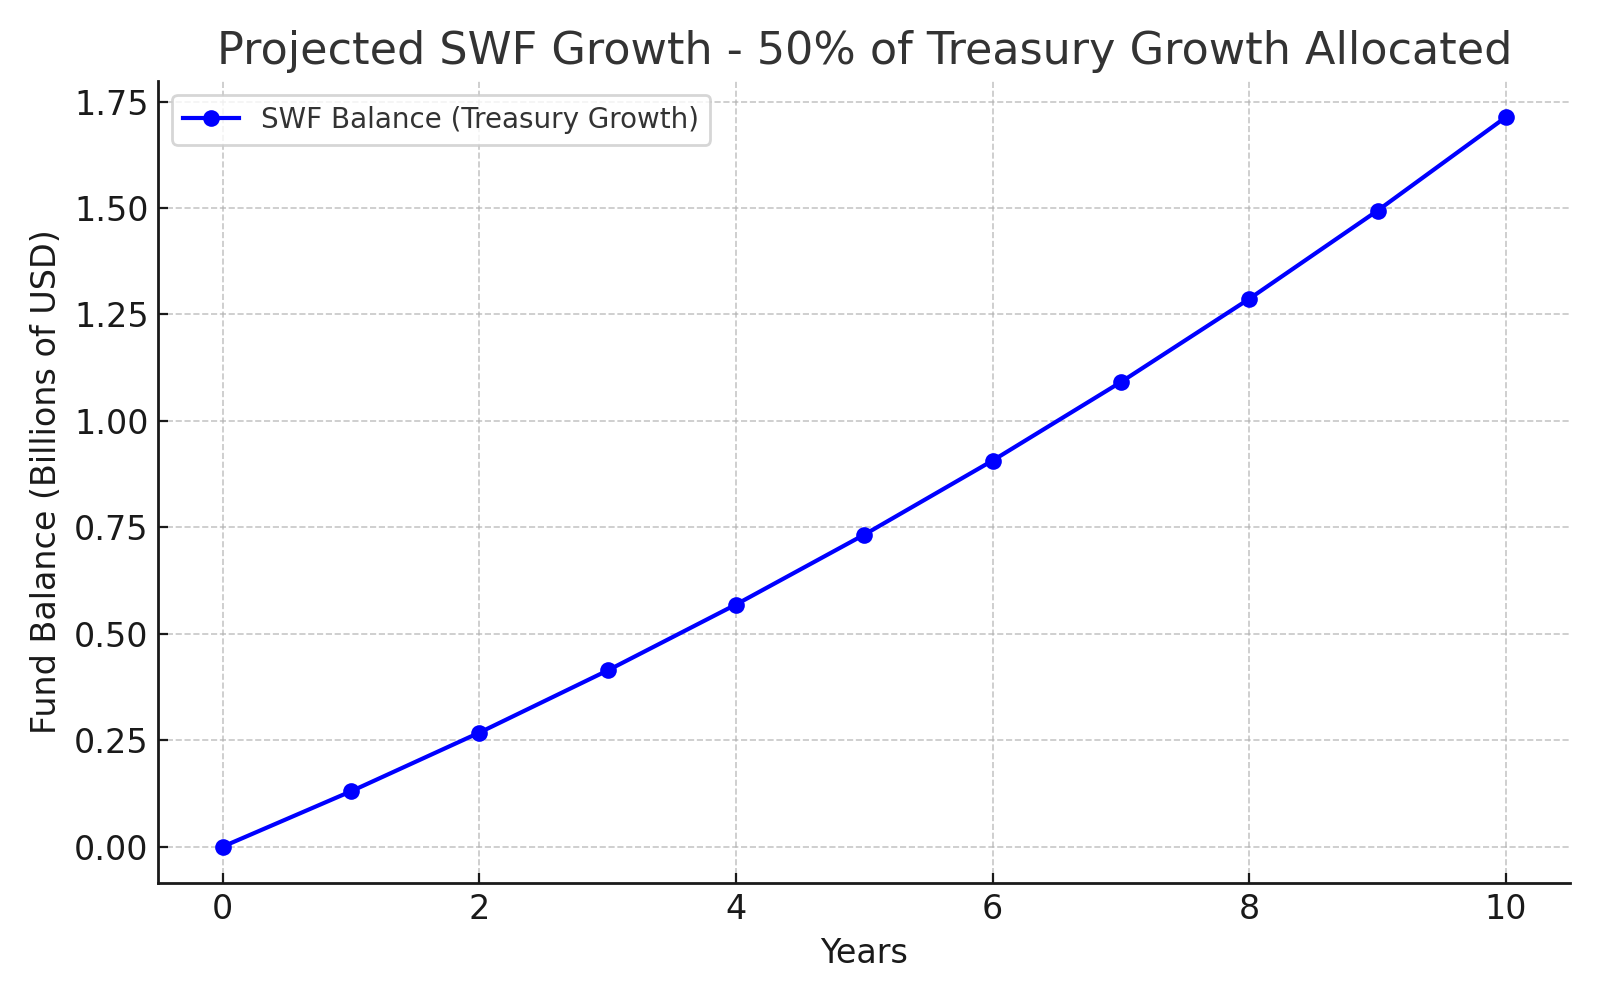 Projected SWF Growth - 50% of Treasury Growth Allocated
SWF Balance (Treasury Growth)
Fund Balance (Billions of USD)
1.75
1.50
1.25
1.00
0.75
0.50
0.25
0.00
0 2 4 6 8 10
Years